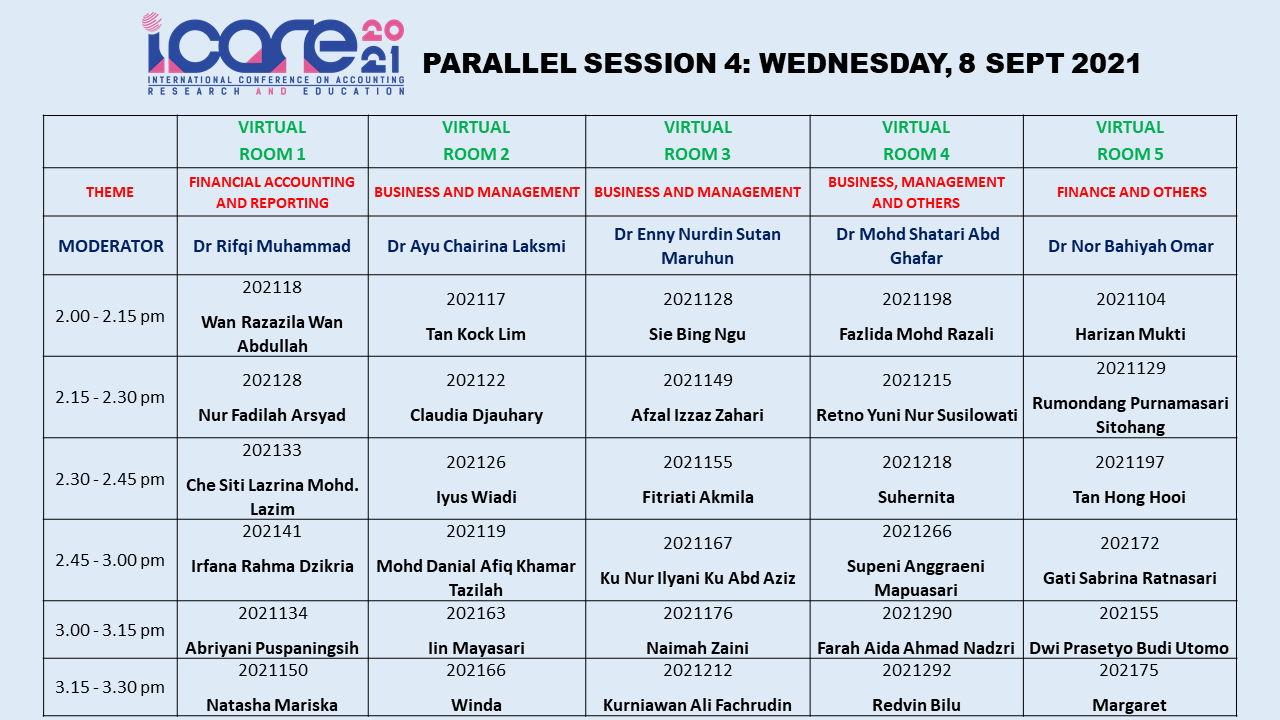 icare 2021
INTERNATIONAL CONFERENCE ON ACCOUNTING
RESEARCH AND EDUCATION
PARALLEL SESSION 4: WEDNESDAY, 8 SEPT 2021
VIRTUAL ROOM 1 VIRTUAL ROOM 2 VIRTUAL ROOM 3 VIRTUAL ROOM 4 VIRTUAL ROOM 5
THEME FINANCIAL ACCOUNTING AND REPORTING BUSINESS AND MANAGEMENT BUSINESS AND MANAGEMENT BUSINESS, MANAGEMENT AND OTHERS FINANCE AND OTHERS
MODERATOR Dr Rifqi Muhammad Dr Ayu Chairina Laksmi Dr Enny Nurdin Sutan Maruhun Dr Mohd Shatari Abd Ghafar Dr Nor Bahiyah Omar
2.00 - 2.15 pm 202118 Wan Razazila Wan Abdullah 202117 Tan Kock Lim 2021128 Sie Bing Ngu 2021198 Fazlida Mohd Razali 2021104 Harizan Mukti
2.15 - 2.30 pm 202128 Nur Fadilah Arsyad 202122 Claudia Djauhary 2021149 Afzal Izzaz Zahari 2021215 Retno Yuni Nur Susilowati 2021129 Rumondang Purnamasari Sitohang
2.30 - 2.45 pm 202133 Che Siti Lazrina Mohd. Lazim 202126 Iyus Wiadi 2021155 Fitriati Akmila 2021218 Suhernita 2021197 Tan Hong Hooi
2.45 - 3.00 pm 202141 Irfana Rahma Dzikria 202119 Mohd Danial Afiq Khamar Tazilah 2021167 Ku Nur Ilyani Ku Abd Aziz 2021266 Supeni Anggraeni Mapuasari 202172 Gati Sabrina Ratnasari
3.00 - 3.15 pm 2021134 Abriyani Puspaningsih 202163 Iin Mayasari 2021176 Naimah Zaini 2021290 Farah Aida Ahmad Nadzri 202155 Dwi Prasetyo Budi Utomo
3.15 - 3.30 pm 2021150 Natasha Mariska 202166 Winda 2021212 Kurniawan Ali Fachrudin 2021292 Redvin Bilu 202175 Margaret